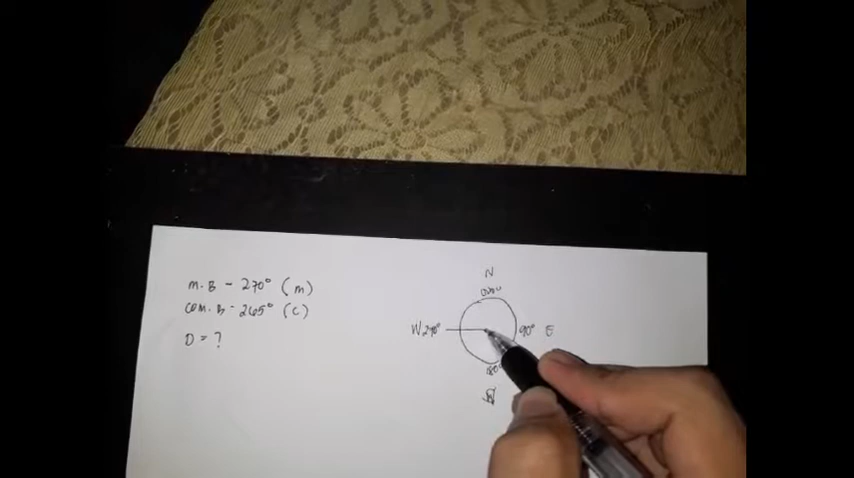 M.B - 270° (M)
COM.B - 265° (C)
D = ?
N
000
W 270°
90° E
180
S